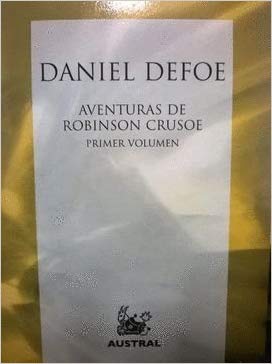 DANIEL DEFOE
AVENTURAS DE
ROBINSON CRUSOE
PRIMER VOLUMEN
AUSTRAL